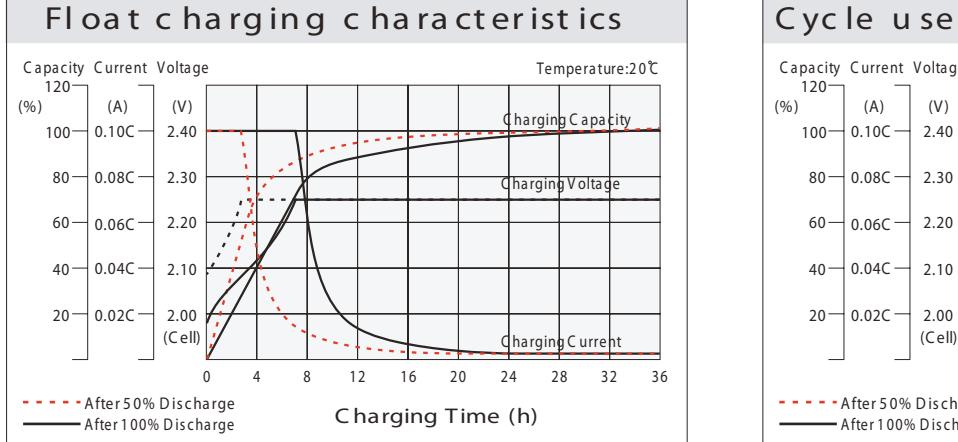 Float charging characteristics
Capacity Current Voltage
Temperature:20℃
(%) (A) (V)
120
100 0.10C 2.40
80 0.08C 2.30
60 0.06C 2.20
40 0.04C 2.10
20 0.02C 2.00
(Cell)
Charging Capacity
Charging Voltage
Charging Current
0 4 8 12 16 20 24 28 32 36
After 50% Discharge
After 100% Discharge
Charging Time (h)
Cycle use
Capacity Current Voltag
120
(%) (A) (V)
100 0.10C 2.40
80 0.08C 2.30
60 0.06C 2.20
40 0.04C 2.10
20 0.02C 2.00
(Cell)
After 50% Disch
After 100% Disch